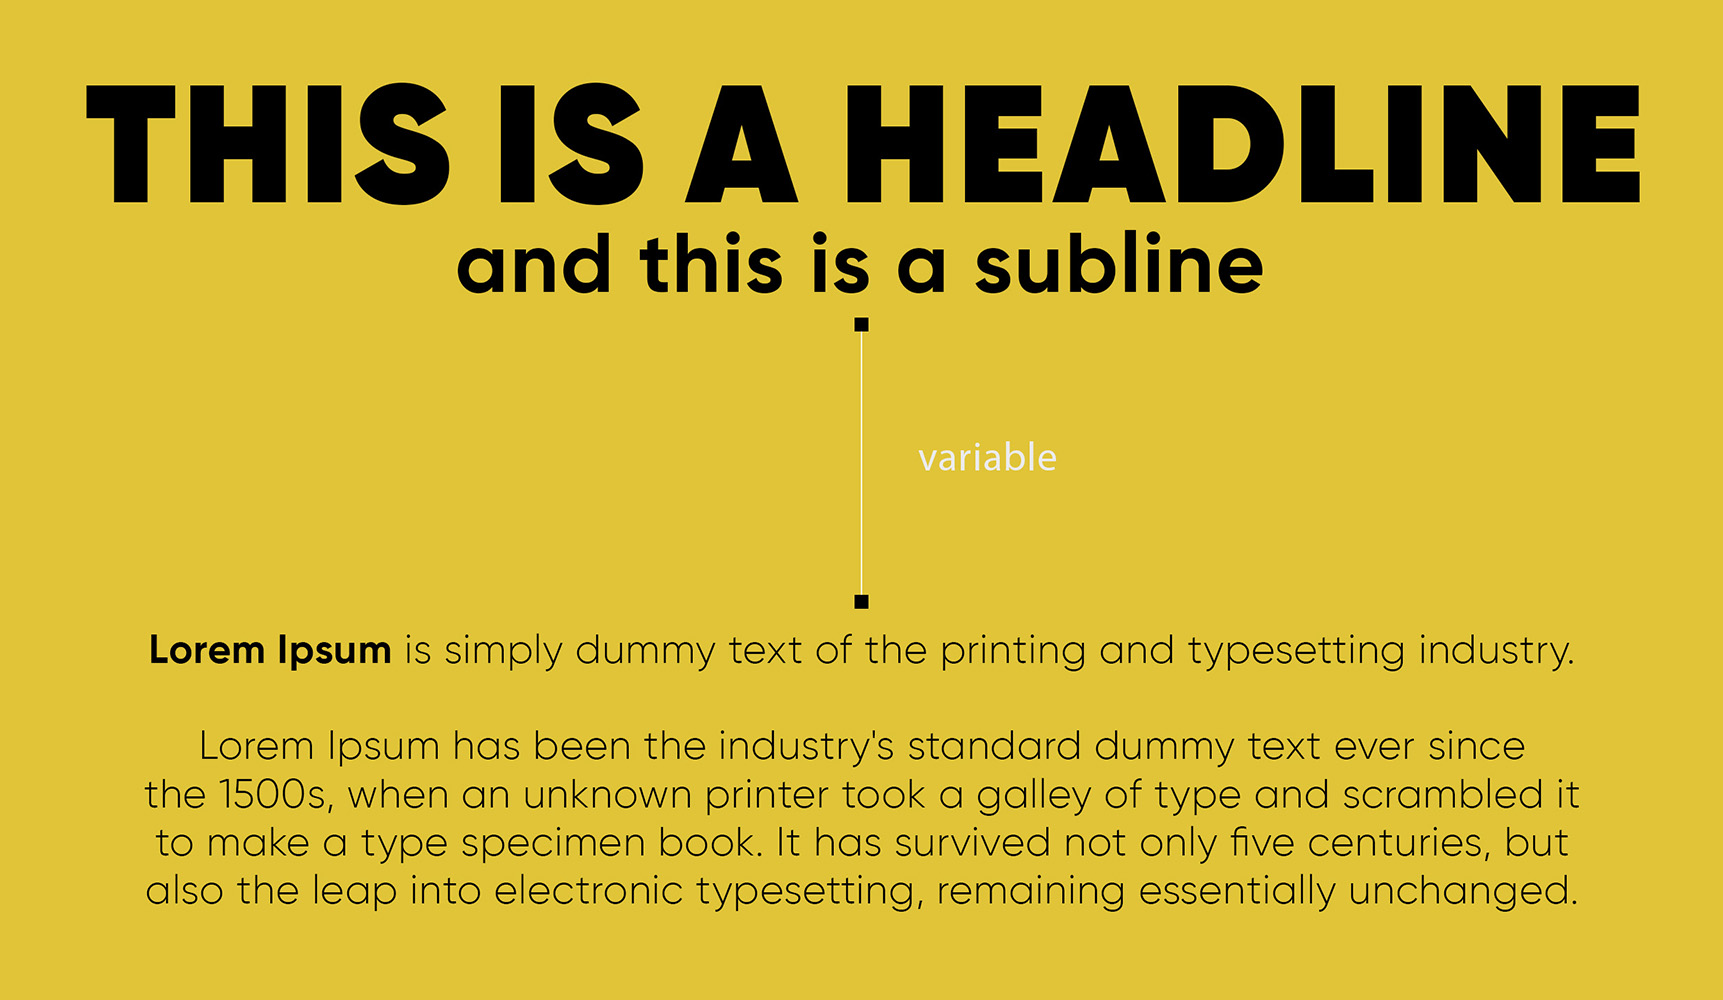 THIS IS A HEADLINE
and this is a subline
variable
Lorem Ipsum is simply dummy text of the printing and typesetting industry.
Lorem Ipsum has been the industry's standard dummy text ever since
the 1500s, when an unknown printer took a galley of type and scrambled it
to make a type specimen book. It has survived not only five centuries, but
also the leap into electronic typesetting, remaining essentially unchanged.